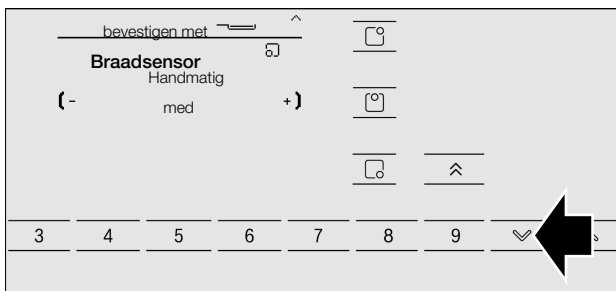 bevestigen met
Braadsensor
Handmatig
- med +
3 4 5 6 7 8 9